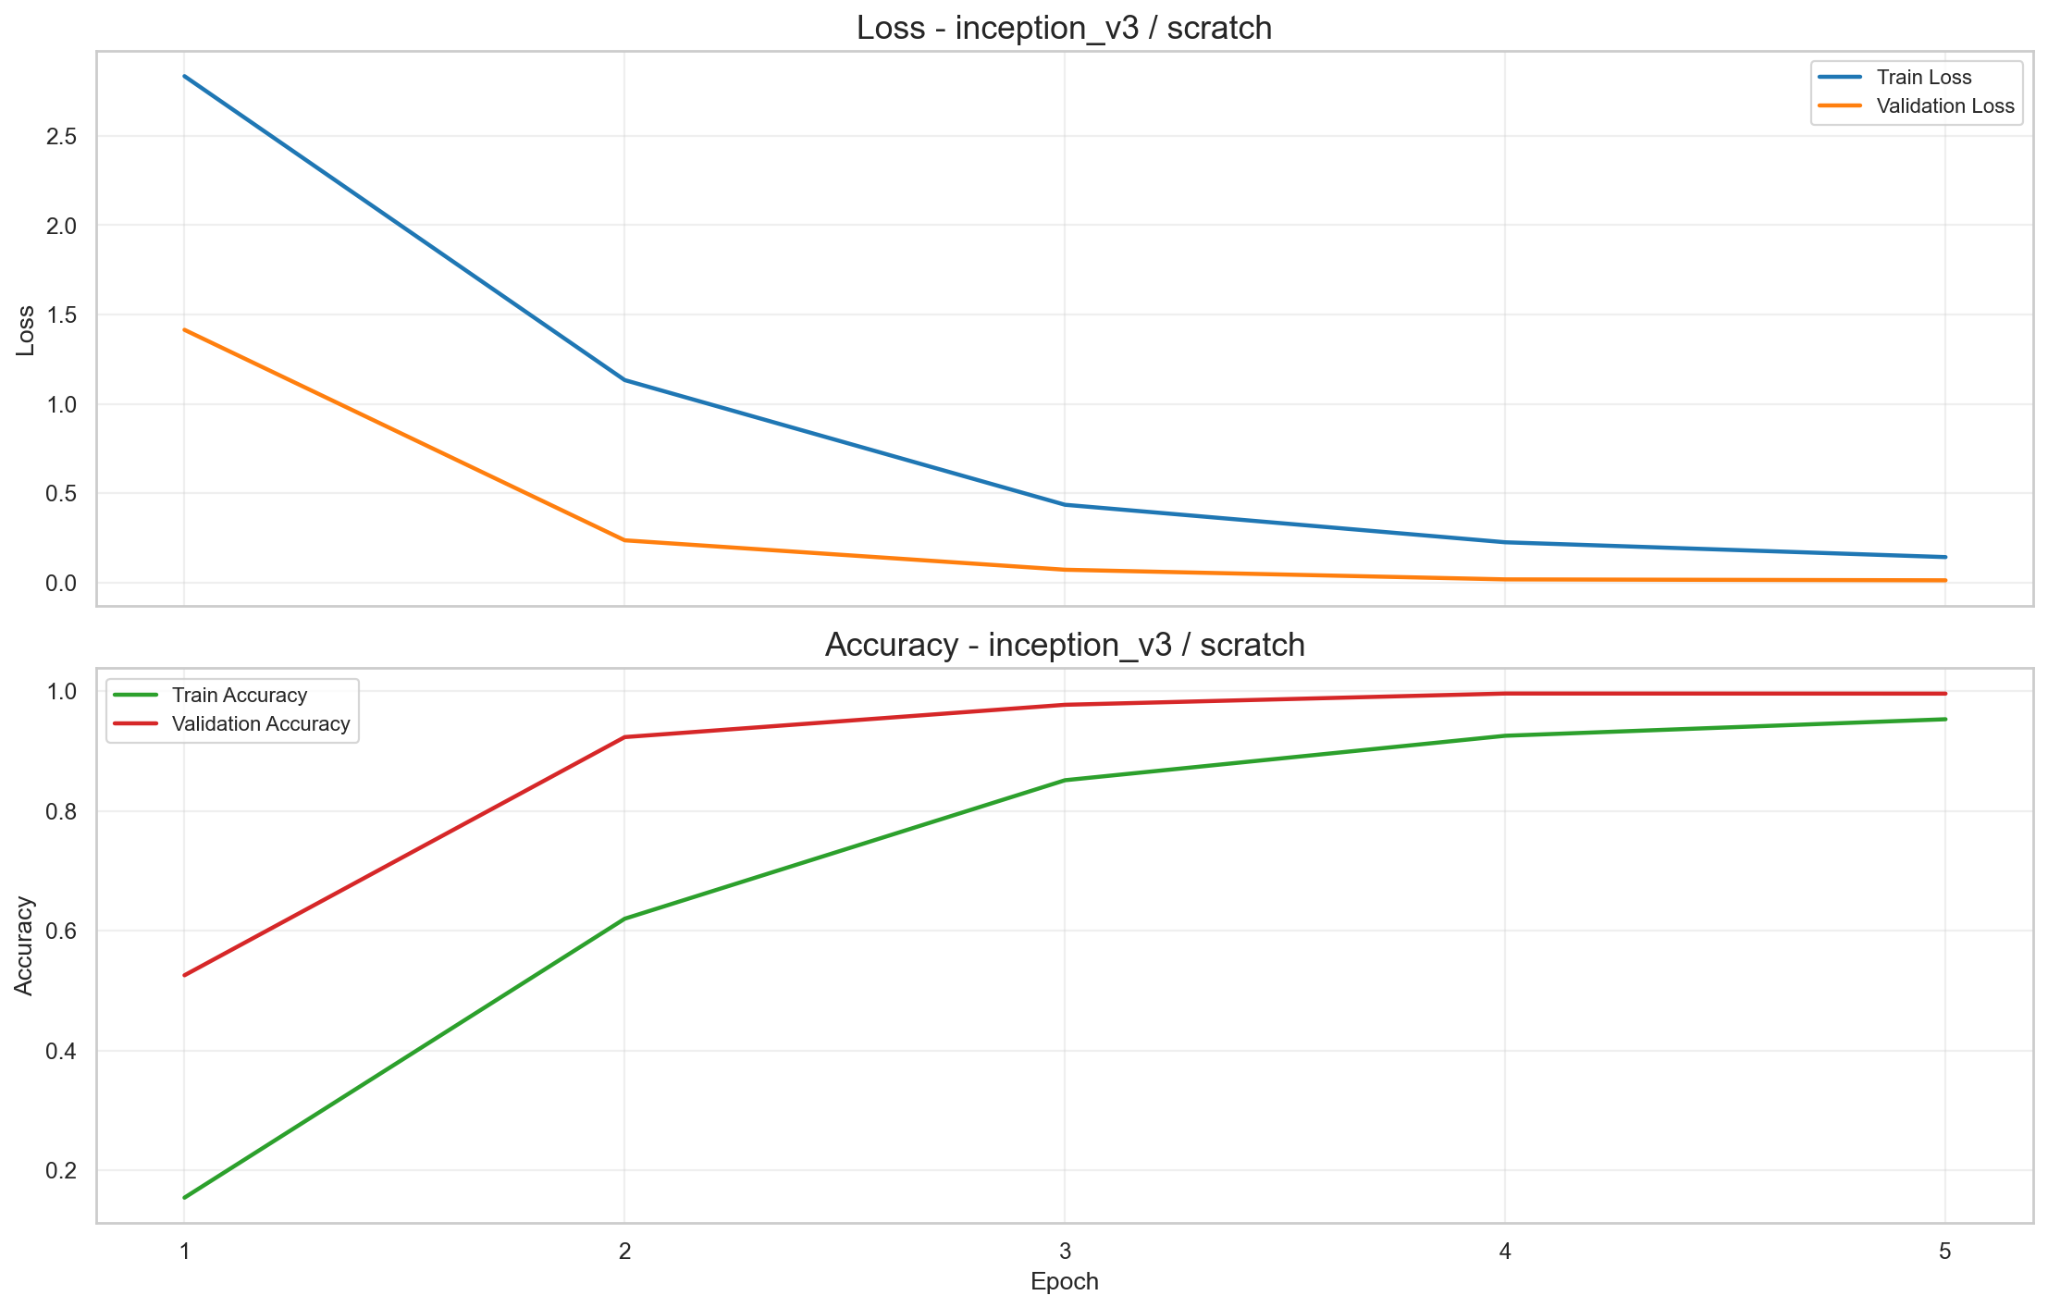 Loss - inception_v3 / scratch
Train Loss
Validation Loss
2.5
2.0
1.5
1.0
0.5
0.0
Loss
Accuracy - inception_v3 / scratch
Train Accuracy
Validation Accuracy
1.0
0.8
0.6
0.4
0.2
Accuracy
1 2 3 4 5
Epoch